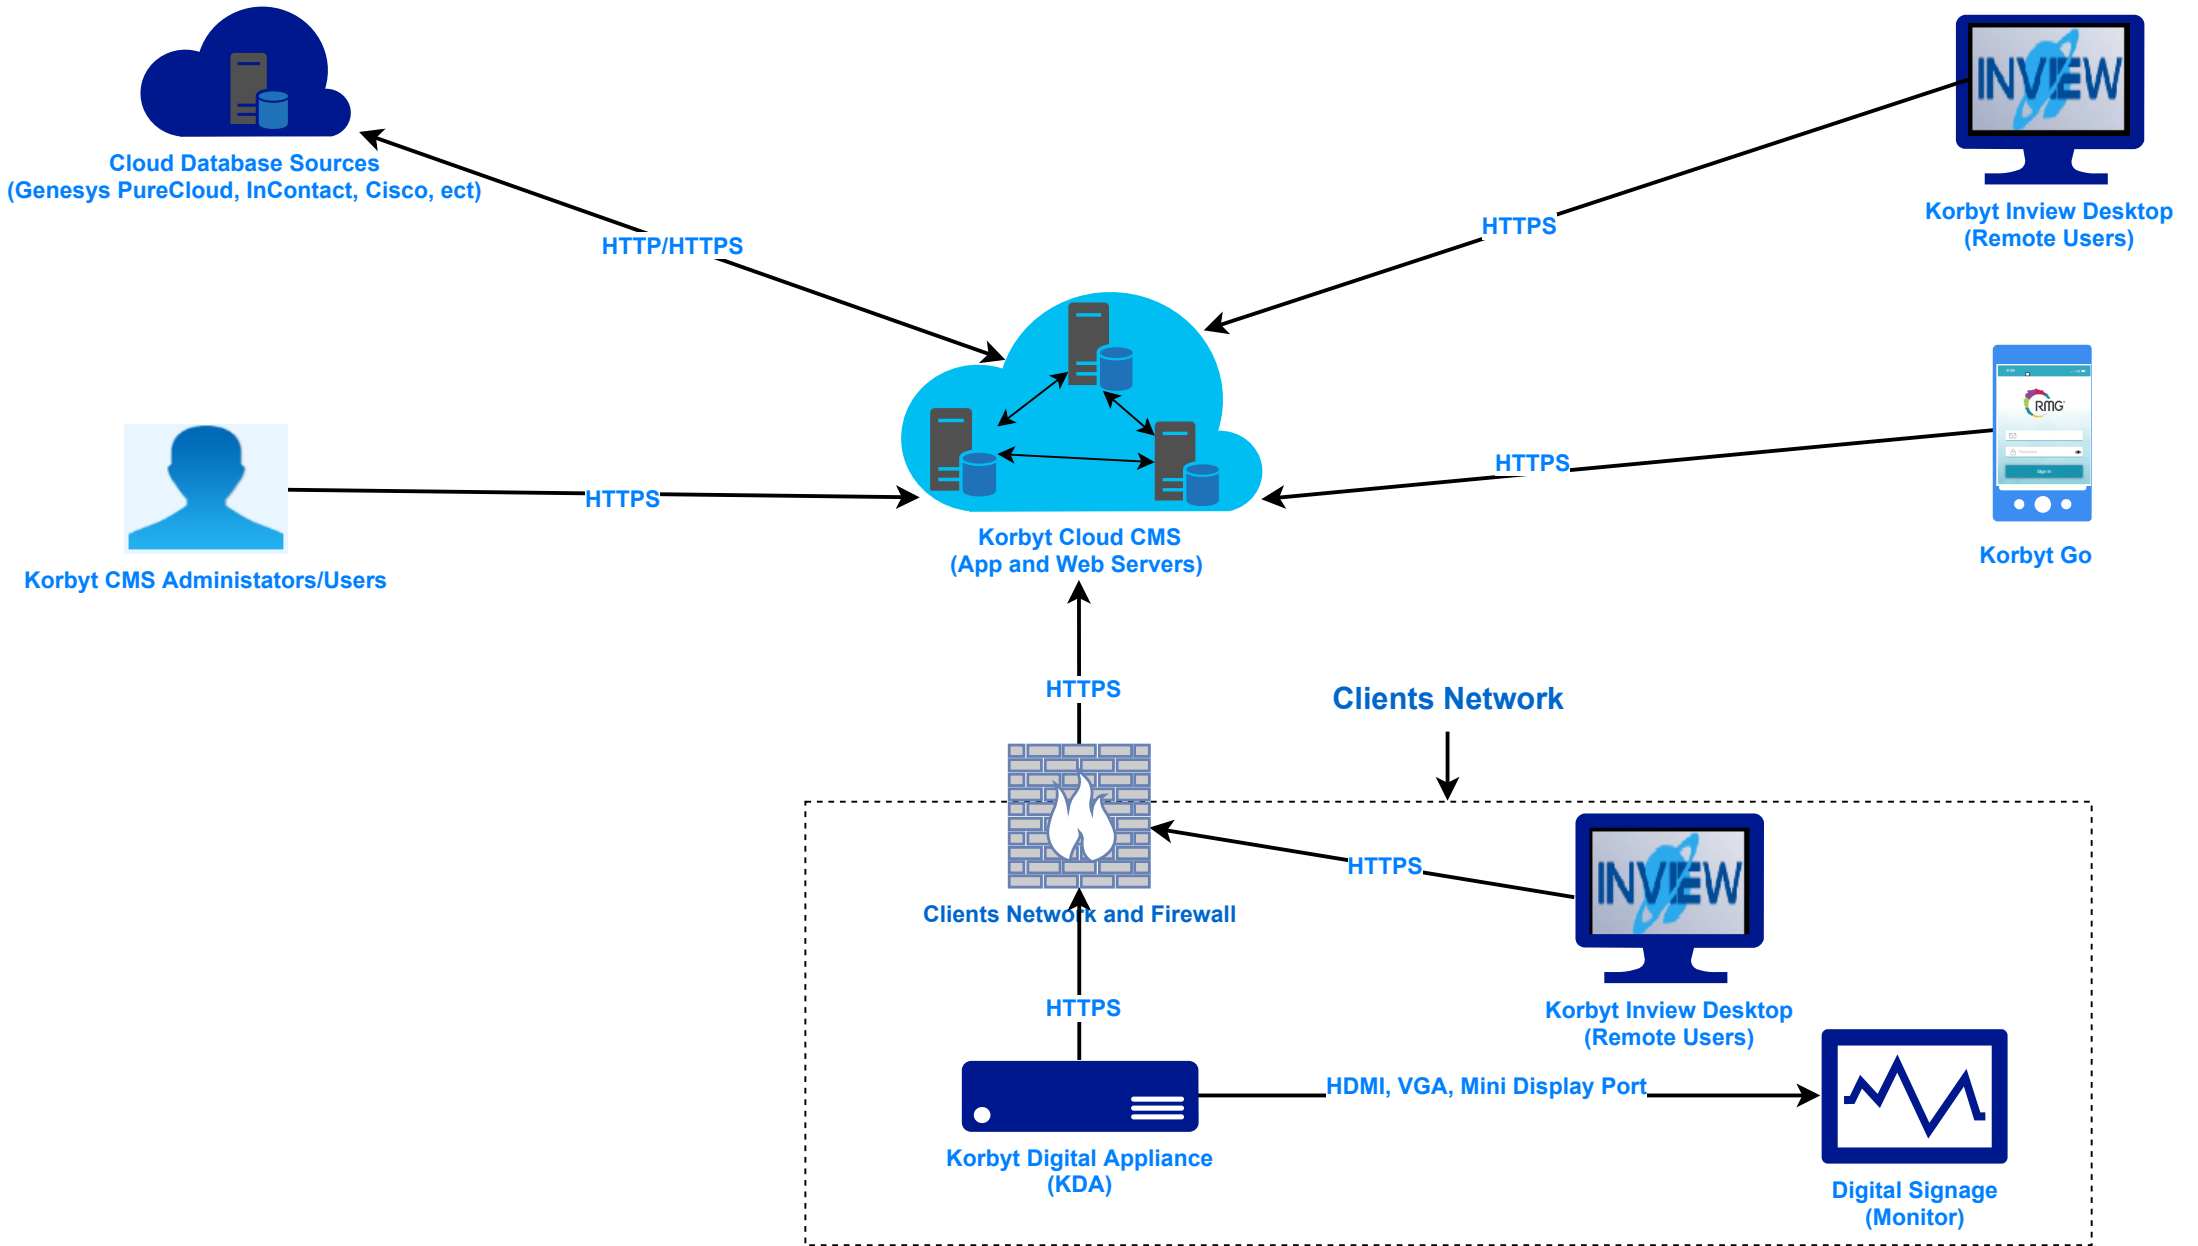 INVIEW
Cloud Database Sources
(Genesys PureCloud, InContact, Cisco, ect)
Korbyt Inview Desktop
(Remote Users)
HTTP/HTTPS
HTTPS
RMG
Sign in
HTTPS
HTTPS
Korbyt Cloud CMS
(App and Web Servers)
Korbyt Go
Korbyt CMS Administators/Users
HTTPS
Clients Network
INVIEW
HTTPS
Clients Network and Firewall
HTTPS
Korbyt Inview Desktop
(Remote Users)
HDMI, VGA, Mini Display Port
Korbyt Digital Appliance
(KDA)
Digital Signage
(Monitor)